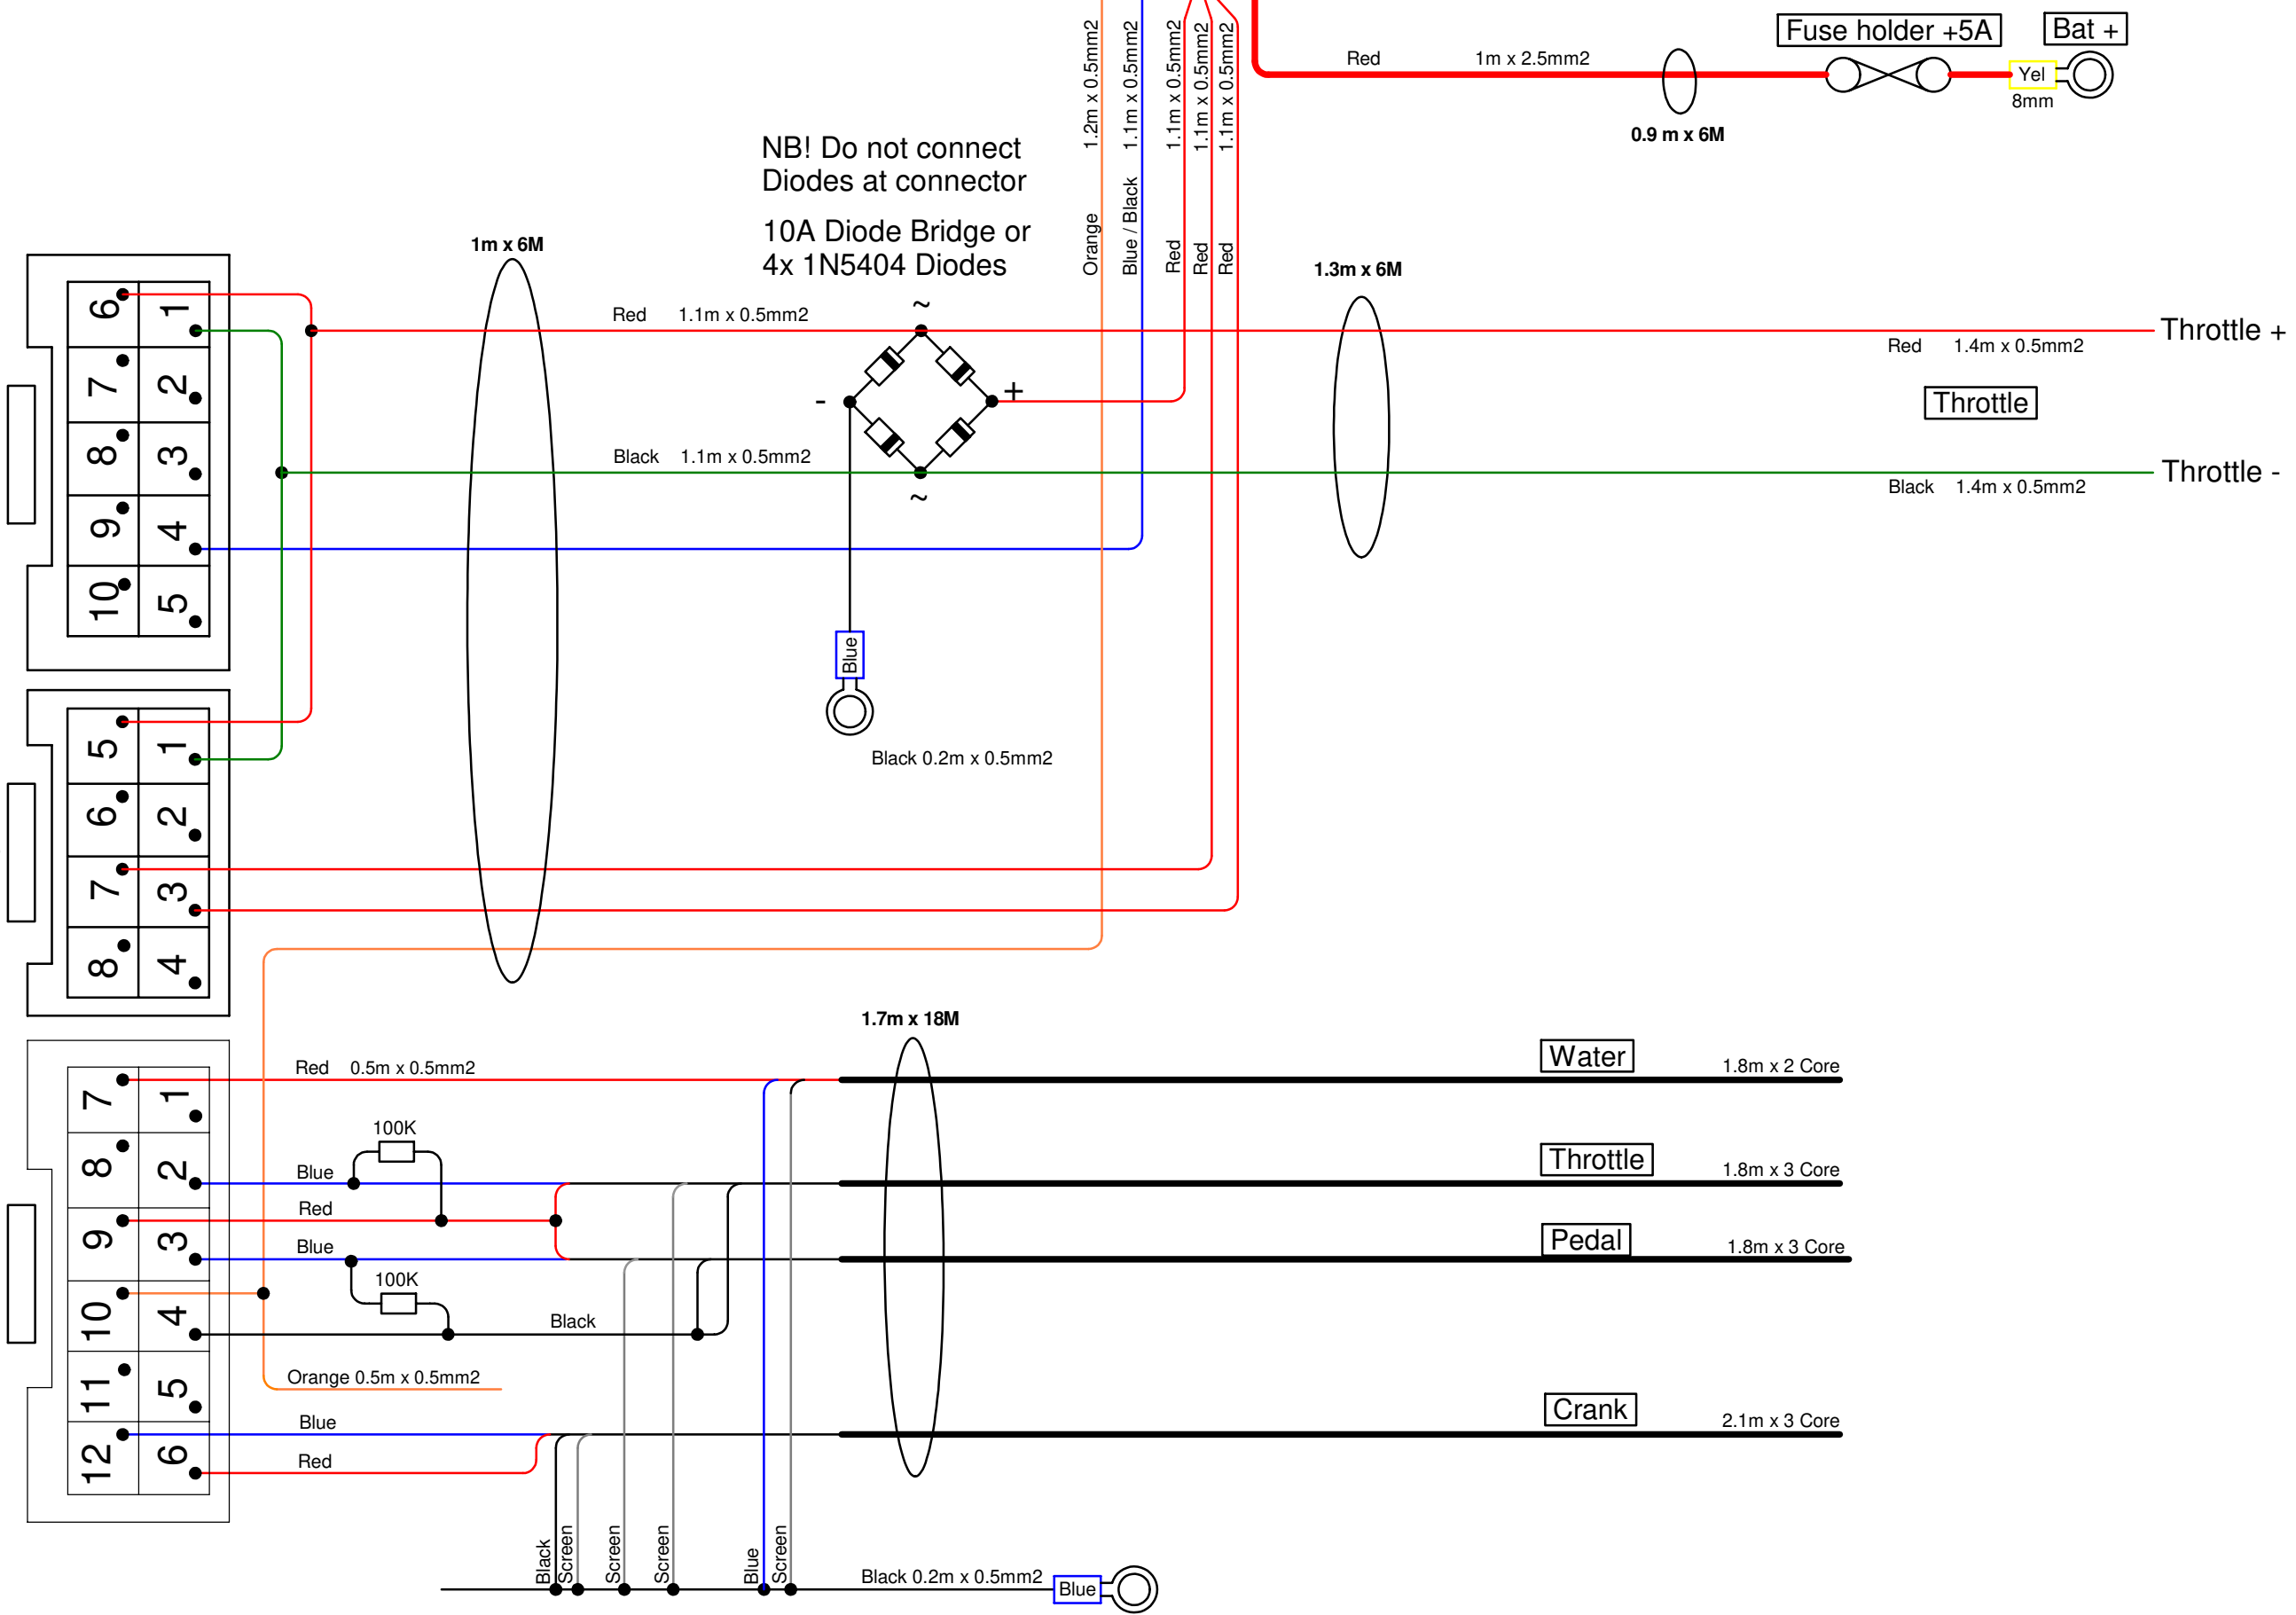 Fuse holder +5A
Bat +
Red 1m x 2.5mm2
Yel
8mm
0.9 m x 6M
1.2m x 0.5mm2
1.1m x 0.5mm2
1.1m x 0.5mm2
1.1m x 0.5mm2
1.1m x 0.5mm2
Orange
Blue / Black
Red
Red
Red
NB! Do not connect
Diodes at connector
10A Diode Bridge or
4x 1N5404 Diodes
1m x 6M
1.3m x 6M
~
Red 1.1m x 0.5mm2
Throttle +
Red 1.4m x 0.5mm2
- +
Throttle
Black 1.1m x 0.5mm2
Throttle -
~
Black 1.4m x 0.5mm2
6 1
7 2
8 3
9 4
10 5
Blue
Black 0.2m x 0.5mm2
5 1
6 2
7 3
8 4
1.7m x 18M
7 1
8 2
9 3
10 4
11 5
12 6
Red 0.5m x 0.5mm2
Water
1.8m x 2 Core
100K
Blue
Throttle
1.8m x 3 Core
Red
Blue
Pedal
1.8m x 3 Core
100K
Black
Orange 0.5m x 0.5mm2
Blue
Crank
2.1m x 3 Core
Red
Black
Screen
Screen
Screen
Blue
Screen
Black 0.2m x 0.5mm2
Blue